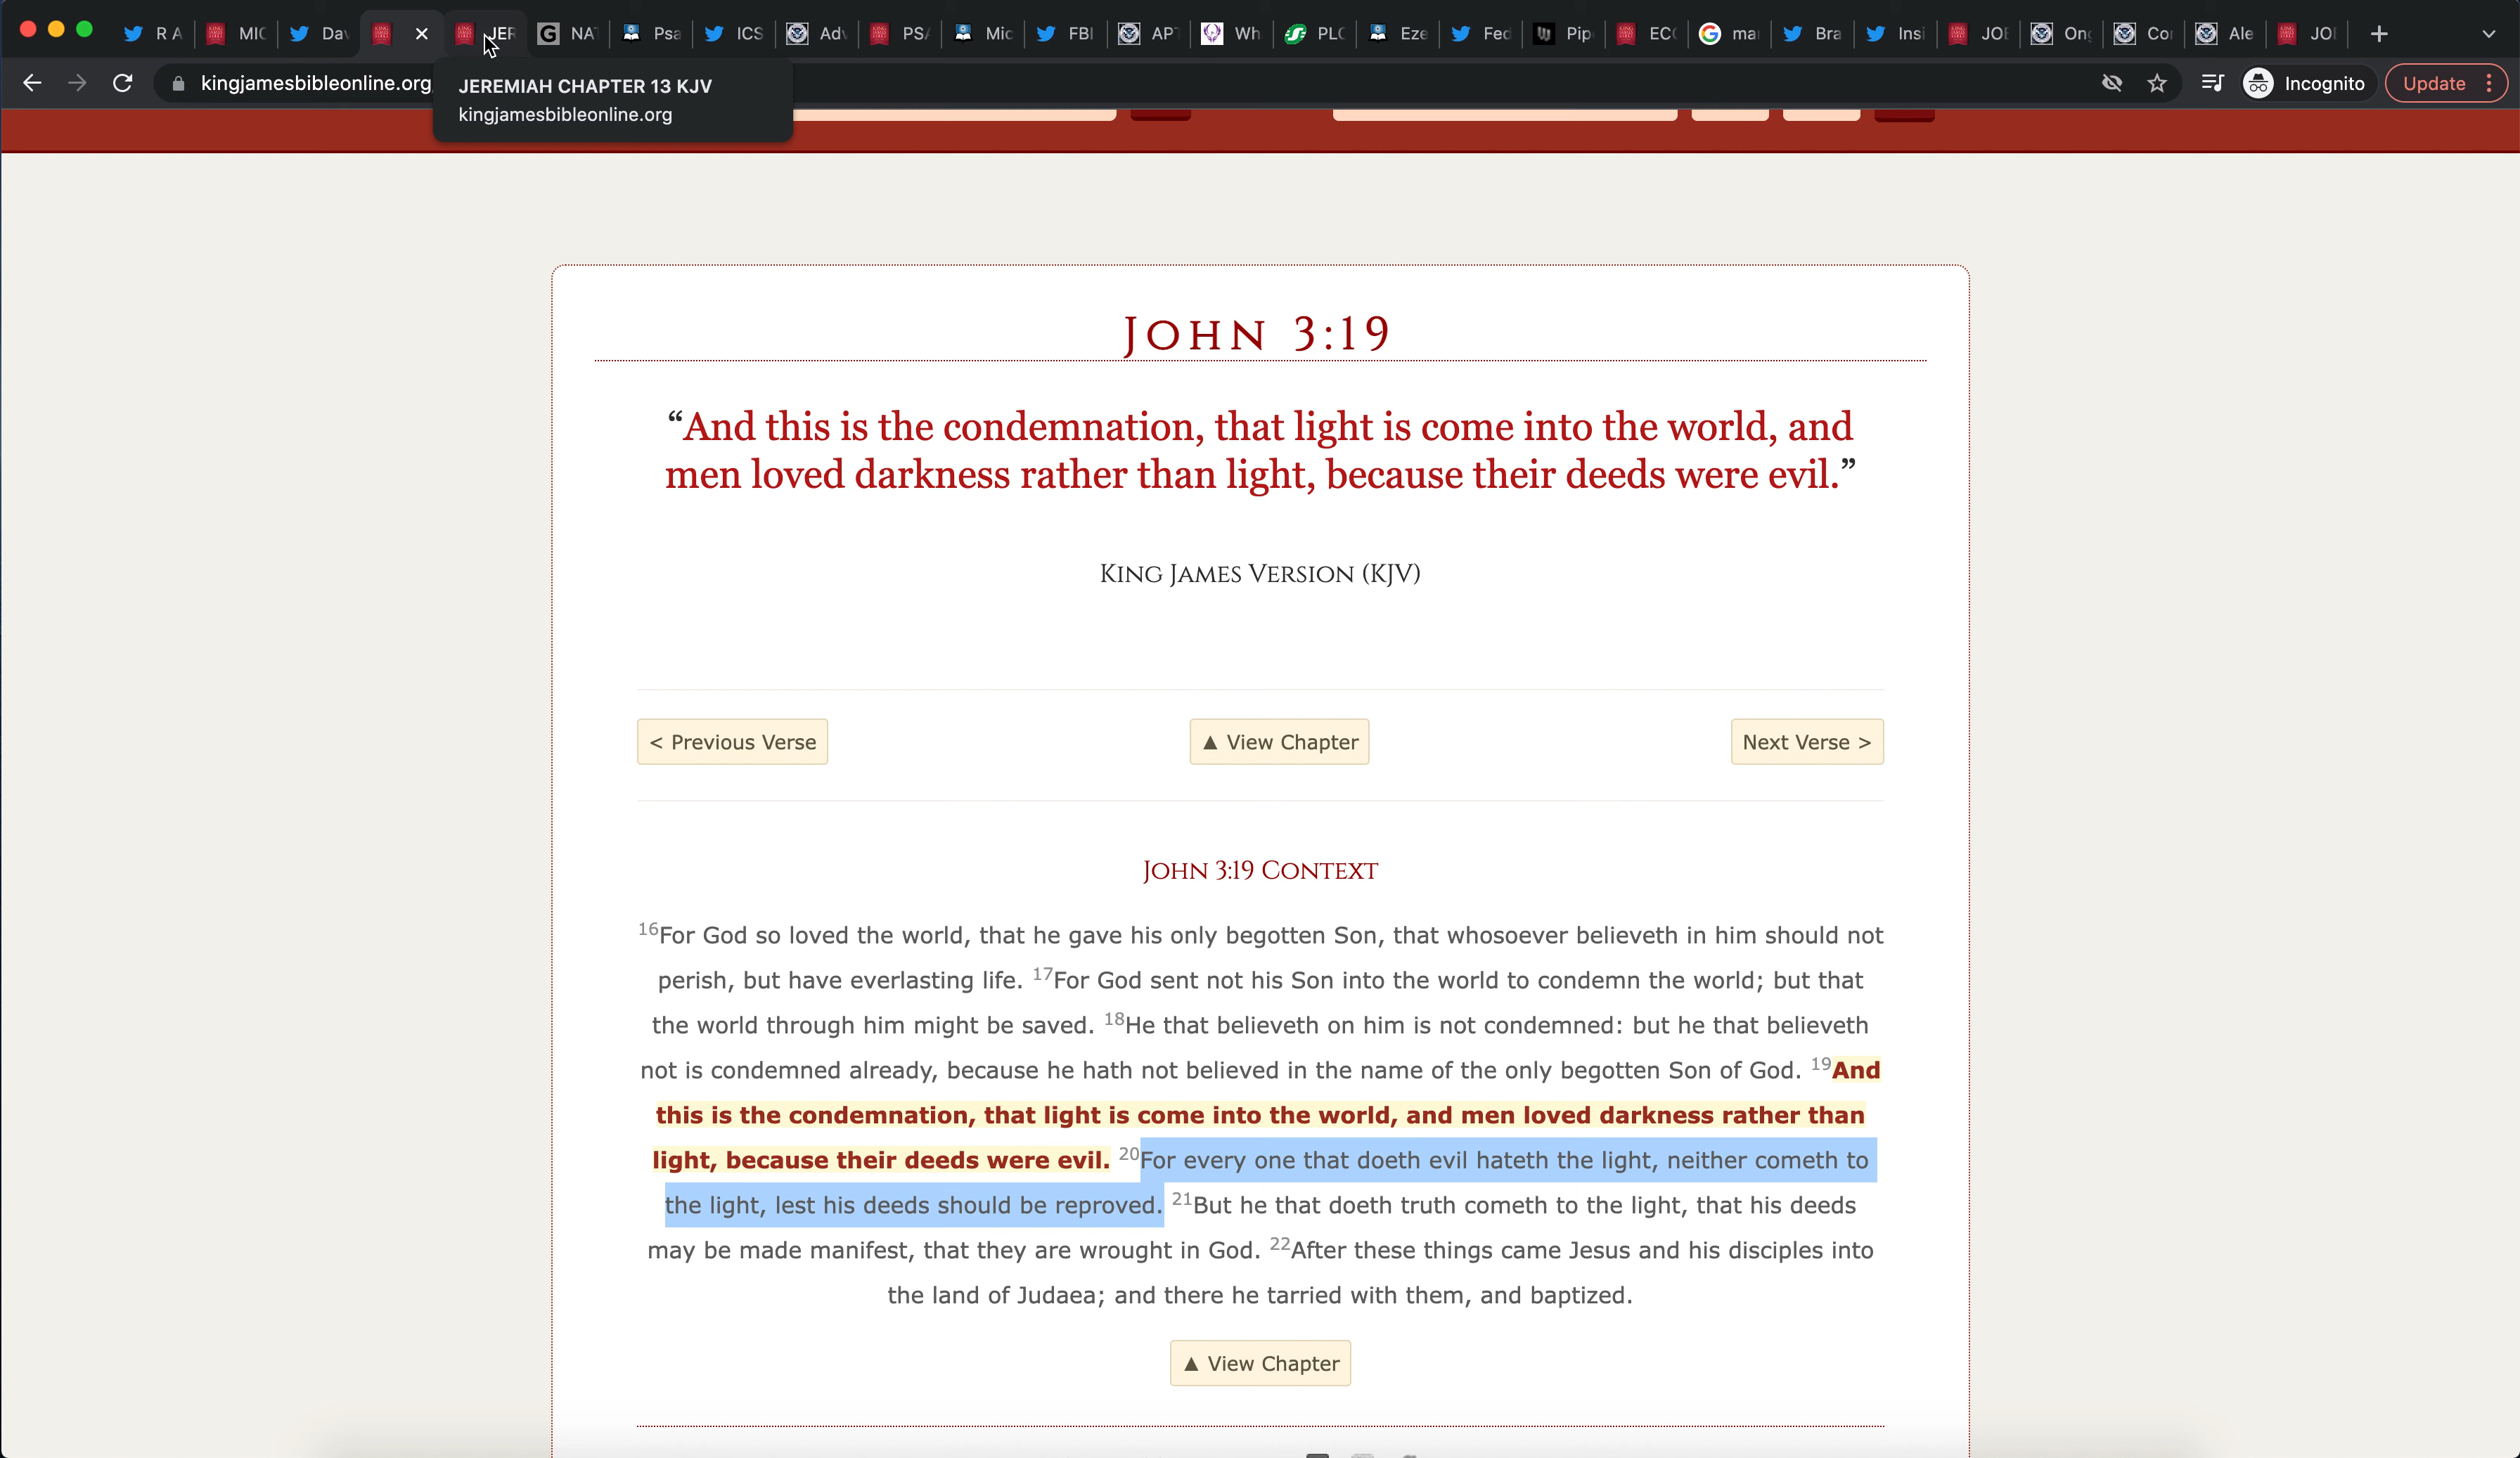 R A
MIC
Dav
JER
NAT
Psa
ICS
Adv
PSA
Mic
FBI
APT
Wh
PLC
Eze
Fed
Pip
ECC
G
mar
Bra
Insi
JOB
Ong
Cor
Ale
JOB
kingjamesbibleonline.org
Incognito
Update
JEREMIAH CHAPTER 13 KJV
kingjamesbibleonline.org
John 3:19
“And this is the condemnation, that light is come into the world, and
men loved darkness rather than light, because their deeds were evil.”
King James Version (KJV)
< Previous Verse
▲ View Chapter
Next Verse >
John 3:19 Context
16For God so loved the world, that he gave his only begotten Son, that whosoever believeth in him should not
perish, but have everlasting life. 17For God sent not his Son into the world to condemn the world; but that
the world through him might be saved. 18He that believeth on him is not condemned: but he that believeth
not is condemned already, because he hath not believed in the name of the only begotten Son of God. 19And
this is the condemnation, that light is come into the world, and men loved darkness rather than
light, because their deeds were evil. 20For every one that doeth evil hateth the light, neither cometh to
the light, lest his deeds should be reproved. 21But he that doeth truth cometh to the light, that his deeds
may be made manifest, that they are wrought in God. 22After these things came Jesus and his disciples into
the land of Judaea; and there he tarried with them, and baptized.
▲ View Chapter